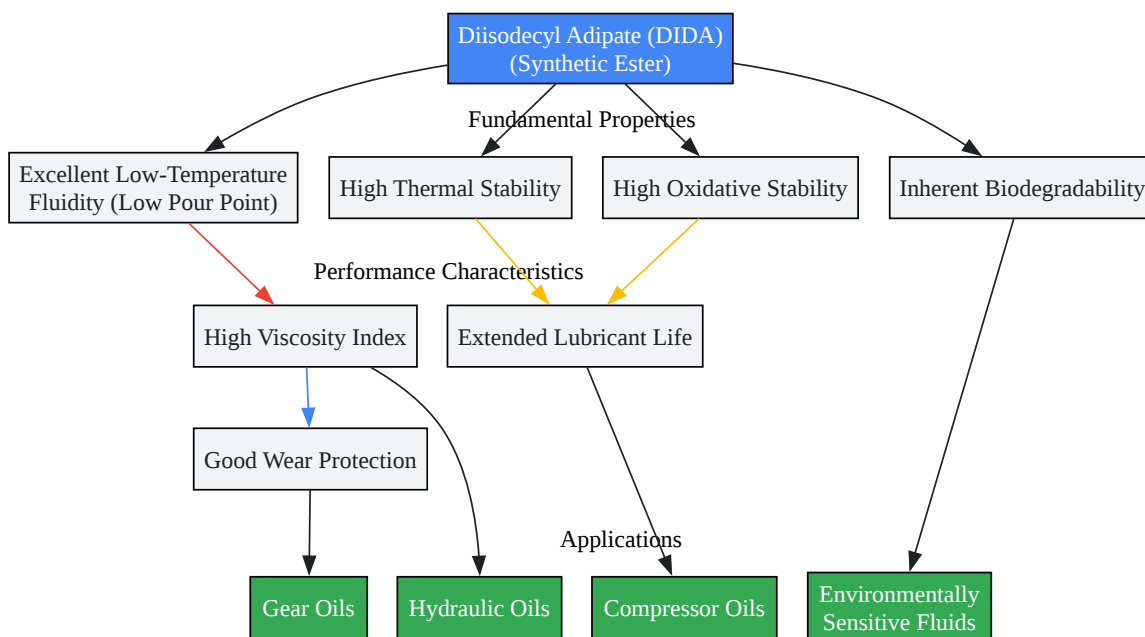 Diisodecyl Adipate (DIDA)
(Synthetic Ester)
Fundamental Properties
Excellent Low-Temperature
Fluidity (Low Pour Point)
High Thermal Stability
High Oxidative Stability
Inherent Biodegradability
Performance Characteristics
High Viscosity Index
Extended Lubricant Life
Good Wear Protection
Applications
Gear Oils
Hydraulic Oils
Compressor Oils
Environmentally
Sensitive Fluids